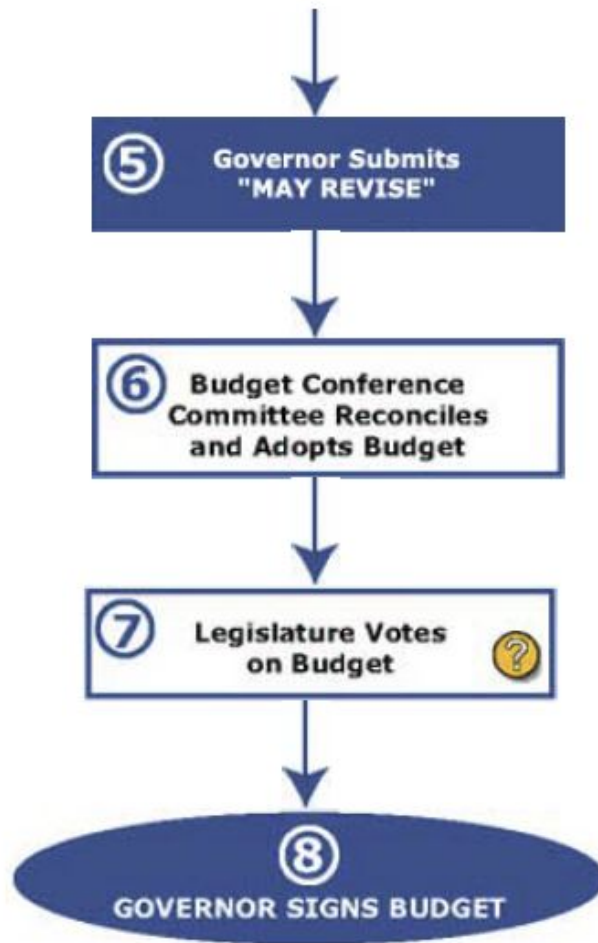 5
Governor Submits
"MAY REVISE"
6
Budget Conference
Committee Reconciles
and Adopts Budget
7
Legislature Votes
on Budget
?
8
GOVERNOR SIGNS BUDGET